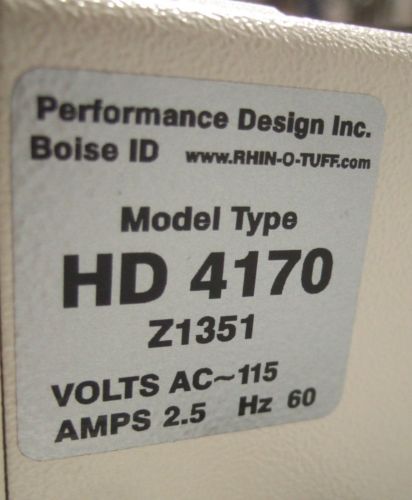 Performance Design Inc.
Boise ID www.RHIN-O-TUFF.com
Model Type
HD 4170
Z1351
VOLTS AC~115
AMPS 2.5 Hz 60